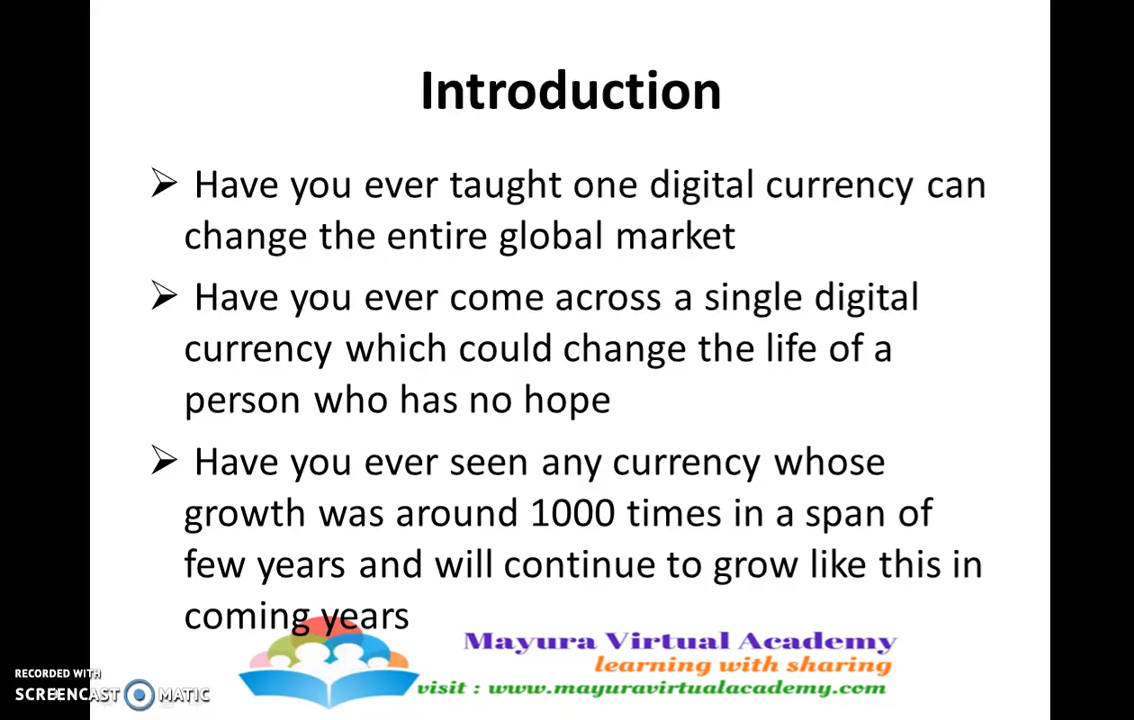 Introduction
➢ Have you ever taught one digital currency can
change the entire global market
➢ Have you ever come across a single digital
currency which could change the life of a
person who has no hope
➢ Have you ever seen any currency whose
growth was around 1000 times in a span of
few years and will continue to grow like this in
coming years
Mayura Virtual Academy
learning with sharing
visit : www.mayuravirtualacademy.com
RECORDED WITH
SCREENCAST MATIC